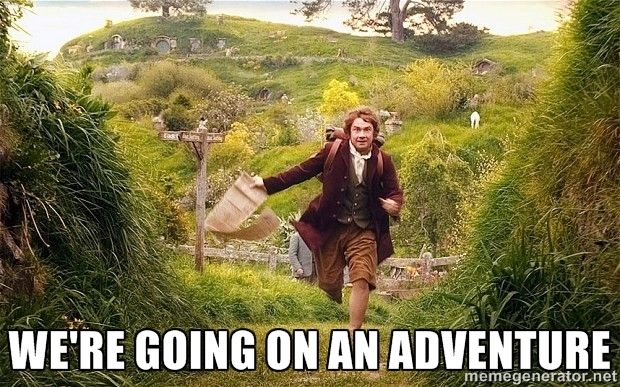 WE'RE GOING ON AN ADVENTURE
memegenerator.net